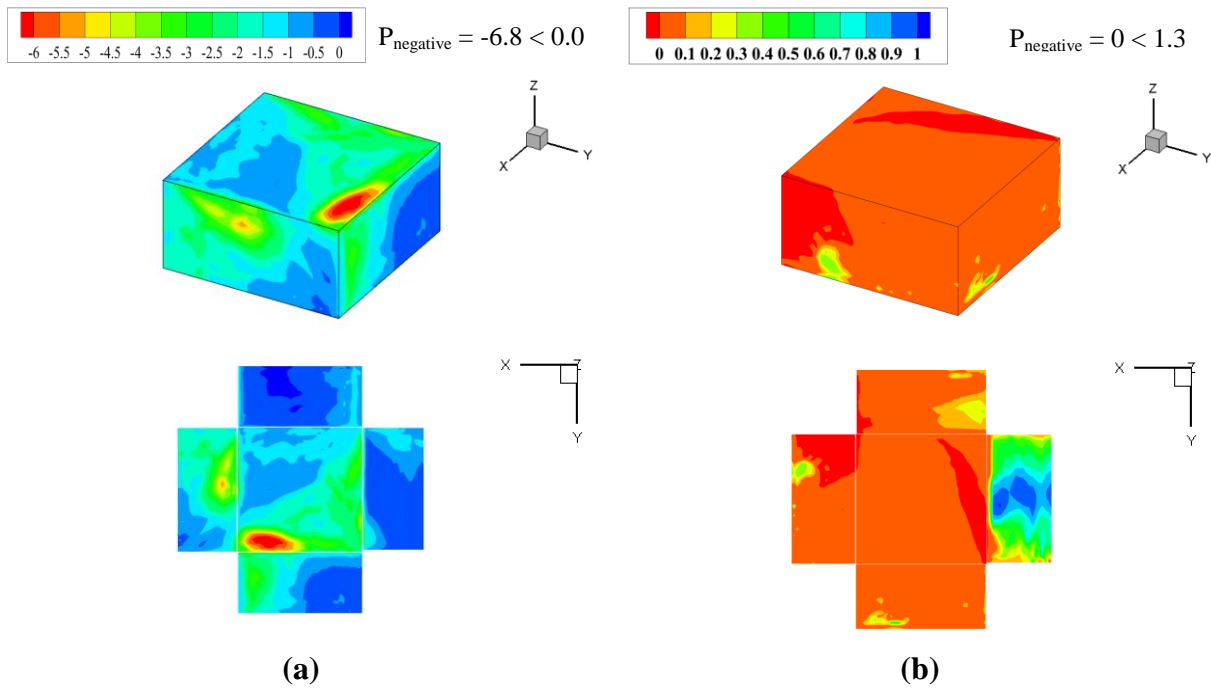 -6 -5.5 -5 -4.5 -4 -3.5 -3 -2.5 -2 -1.5 -1 -0.5 0
P negative = -6.8 < 0.0
0 0.1 0.2 0.3 0.4 0.5 0.6 0.7 0.8 0.9 1
P negative = 0 < 1.3
Z
X
Y
Z
X
Y
X
Z
Y
X
Z
Y
(a)
(b)